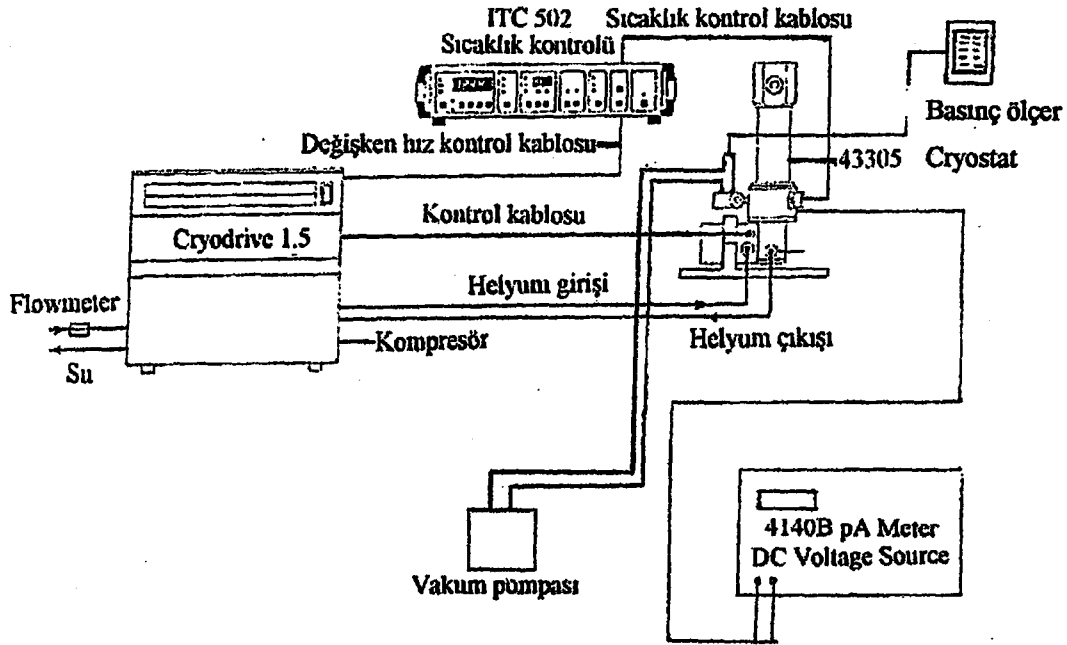 ITC 502
Sıcaklık kontrolü
Sıcaklık kontrol kablosu
Basınç ölçer
Değişken hız kontrol kablosu
43305 Cryostat
Kontrol kablosu
Cryodrive 1.5
Helyum girişi
Flowmeter
Kompresör
Helyum çıkışı
Su
4140B pA Meter
DC Voltage Source
Vakum pompası